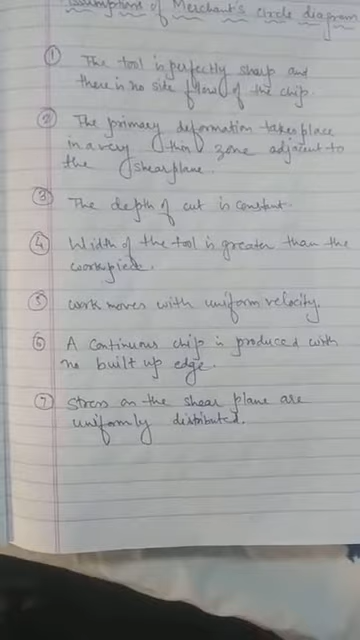 Assumptions of Merchant's circle diagram
① The tool is perfectly sharp and
there is no side flow of the chip.
② The primary deformation takes place
in a very thin zone adjacent to
the shear plane.
③ The depth of cut is constant.
④ Width of the tool is greater than the
workpiece.
⑤ Work moves with uniform velocity.
⑥ A continuous chip is produced with
no built up edge.
⑦ Stress on the shear plane are
uniformly distributed.